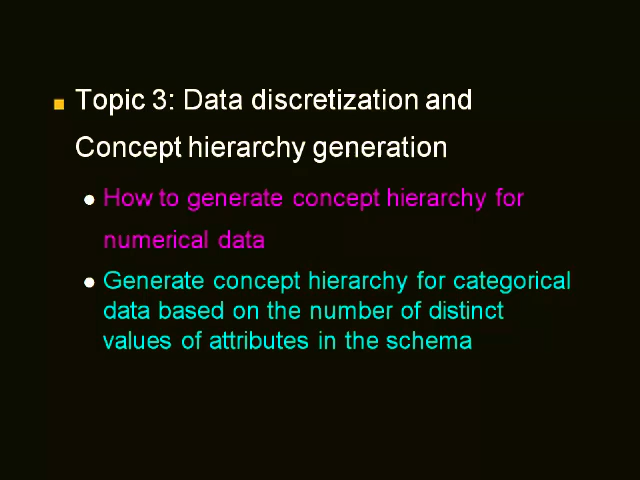 Topic 3: Data discretization and
Concept hierarchy generation
How to generate concept hierarchy for
numerical data
Generate concept hierarchy for categorical
data based on the number of distinct
values of attributes in the schema